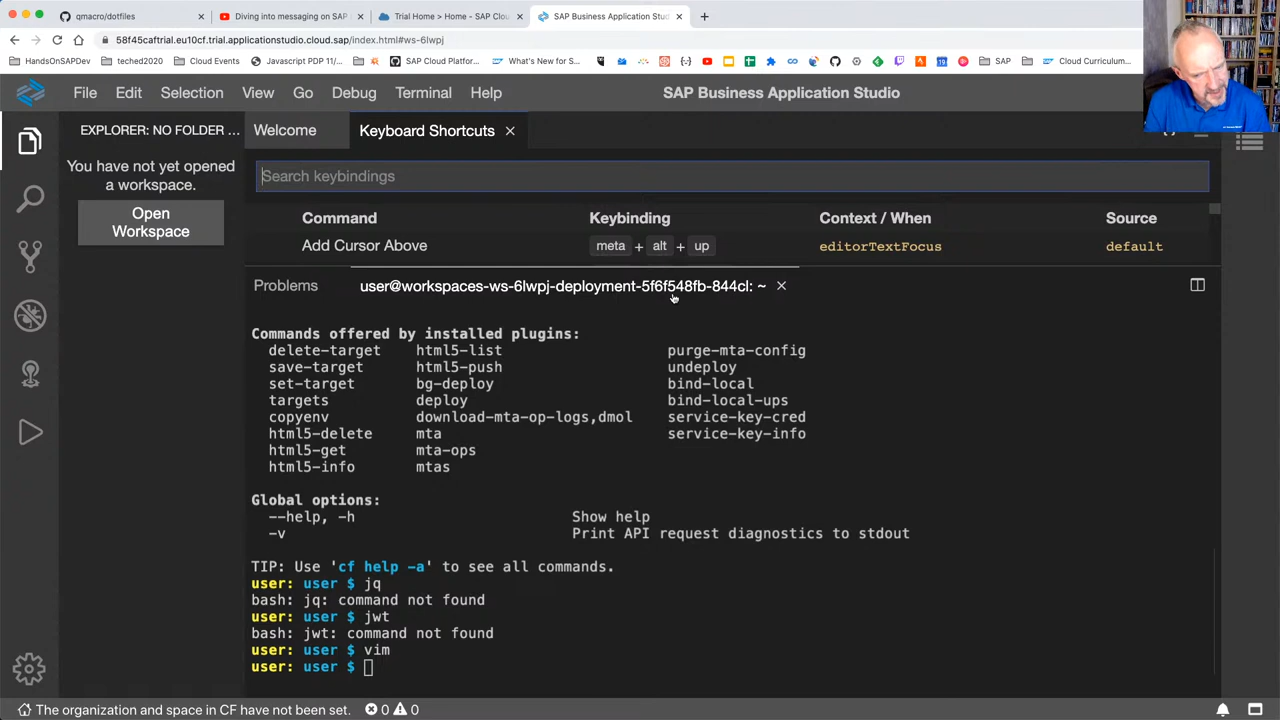 qmacro/dotfiles
Diving into messaging on SAP
Trial Home > Home - SAP Cloud
SAP Business Application Stud
58f45caftrial.eu10cf.trial.applicationstudio.cloud.sap/index.html#ws-6lwpj
HandsOnSAPDev
teched2020
Cloud Events
Javascript PDP 11/...
SAP Cloud Platfor...
What's New for S...
SAP
Cloud Curriculum...
File Edit Selection View Go Debug Terminal Help
SAP Business Application Studio
EXPLORER: NO FOLDER ...
Welcome
Keyboard Shortcuts
You have not yet opened
a workspace.
Open
Workspace
Search keybindings
Command Keybinding Context / When Source
Add Cursor Above meta + alt + up editorTextFocus default
Problems user@workspaces-ws-6lwpj-deployment-5f6f548fb-844cl: ~
Commands offered by installed plugins:
delete-target html5-list purge-mta-config
save-target html5-push undeploy
set-target bg-deploy bind-local
targets deploy bind-local-ups
copyenv download-mta-op-logs,dmol service-key-cred
html5-delete mta service-key-info
html5-get mta-ops
html5-info mtas
Global options:
--help, -h Show help
-v Print API request diagnostics to stdout
TIP: Use 'cf help -a' to see all commands.
user: user $ jq
bash: jq: command not found
user: user $ jwt
bash: jwt: command not found
user: user $ vim
user: user $
The organization and space in CF have not been set. 0 0